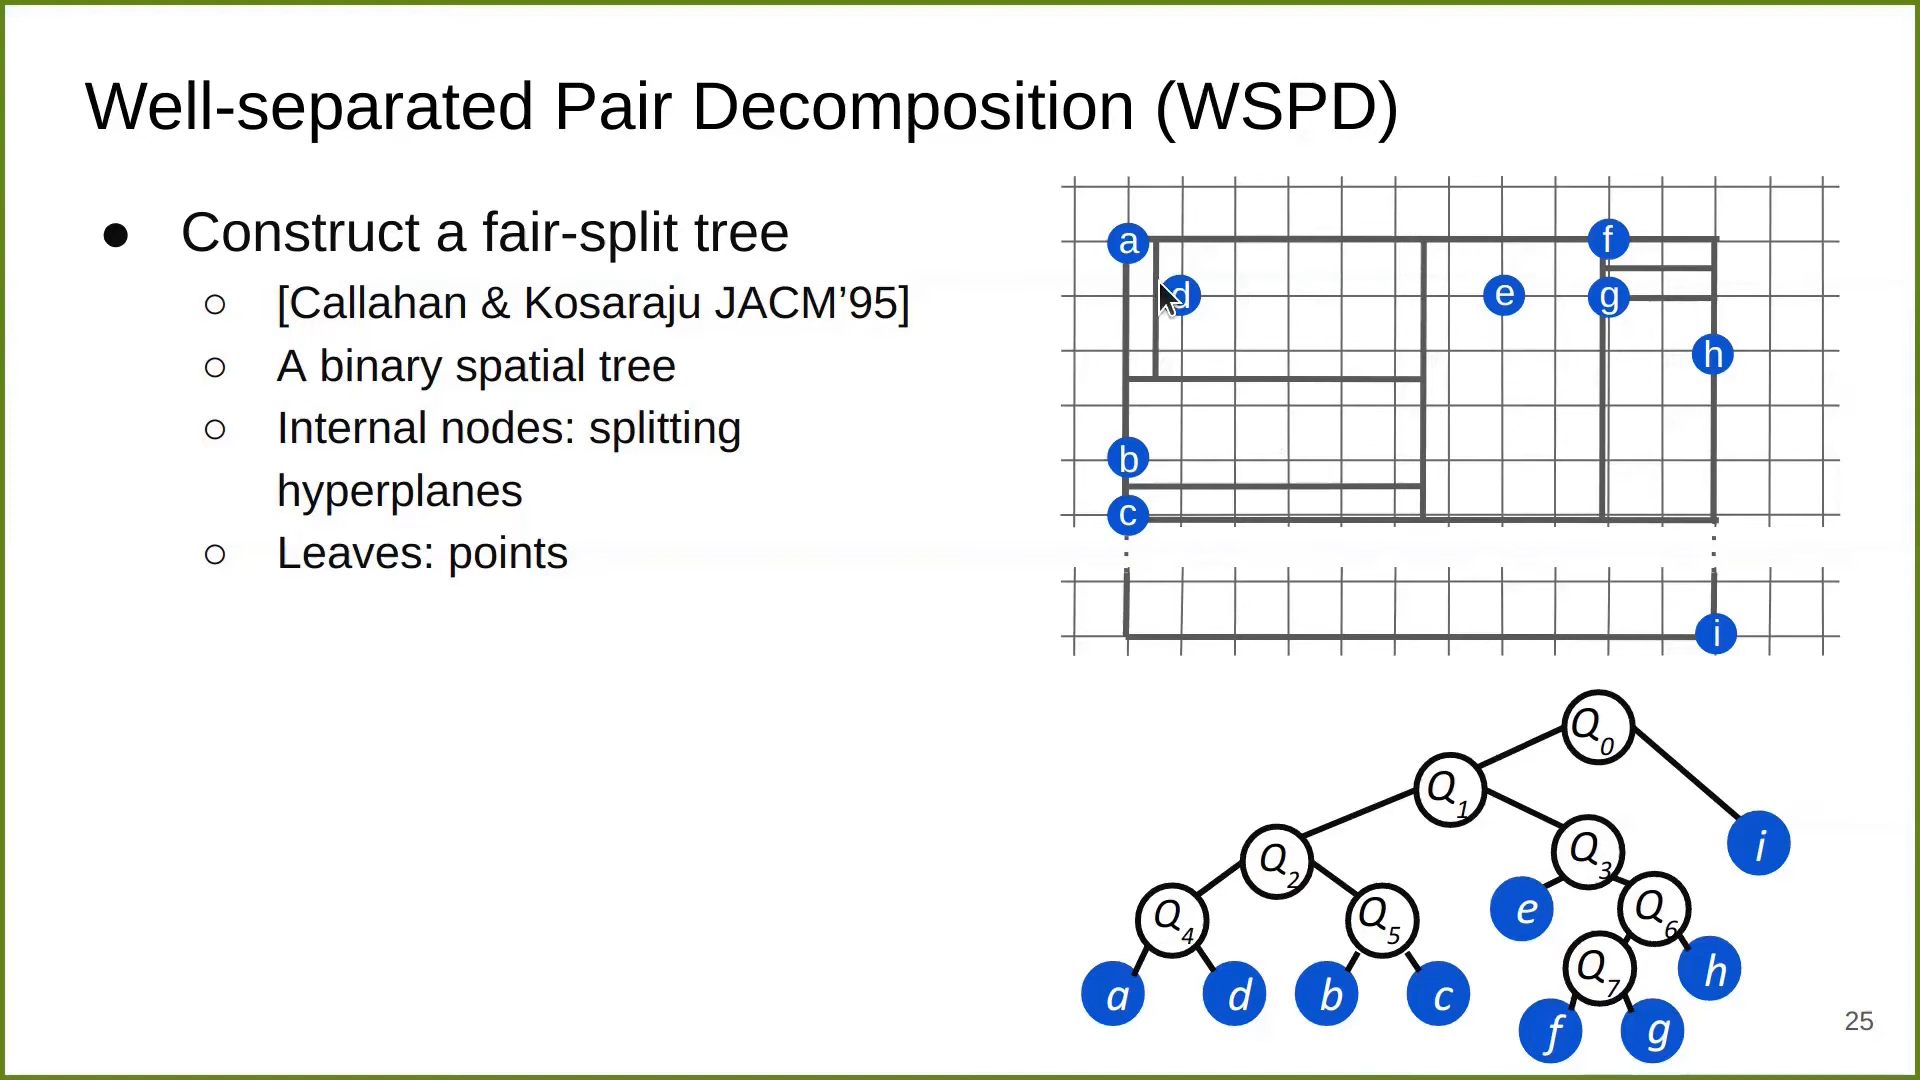 Well-separated Pair Decomposition (WSPD)
● Construct a fair-split tree
○ [Callahan & Kosaraju JACM’95]
○ A binary spatial tree
○ Internal nodes: splitting
hyperplanes
○ Leaves: points
a f
d e g
h
b
c
i
Q0
Q1
Q2 Q3 i
Q4 Q5 e Q6
a d b c Q7 h
f g
25